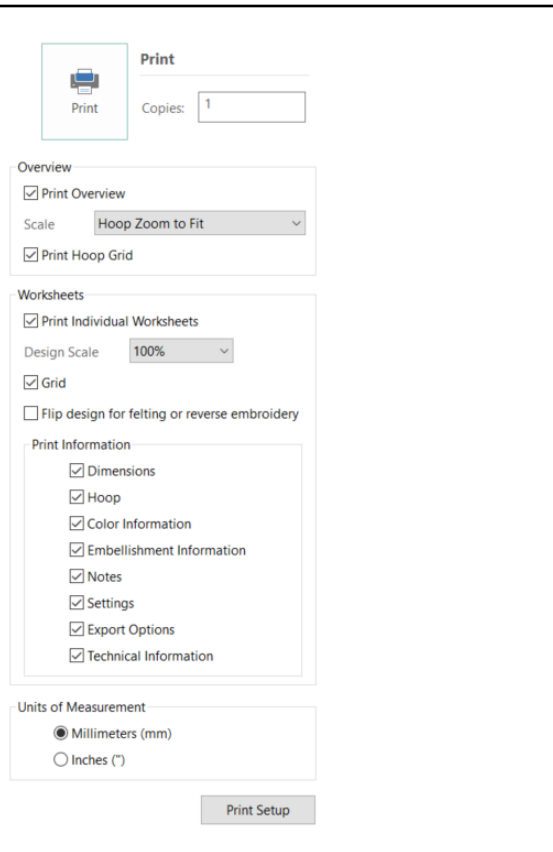 Print
Print
Copies: 1
Overview
Print Overview
Scale Hoop Zoom to Fit
Print Hoop Grid
Worksheets
Print Individual Worksheets
Design Scale 100%
Grid
Flip design for felting or reverse embroidery
Print Information
Dimensions
Hoop
Color Information
Embellishment Information
Notes
Settings
Export Options
Technical Information
Units of Measurement
Millimeters (mm)
Inches (")
Print Setup